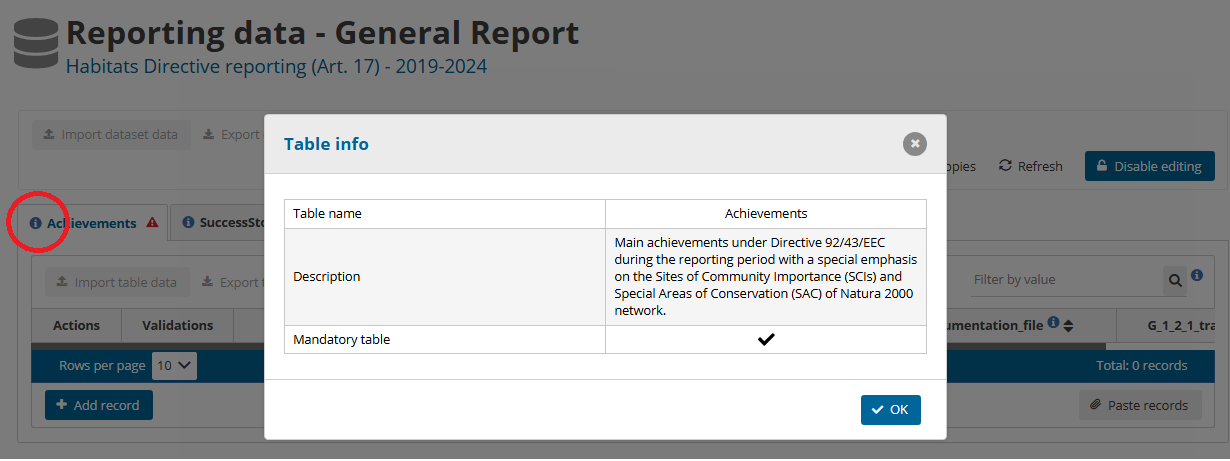 Reporting data - General Report
Habitats Directive reporting (Art. 17) - 2019-2024
Import dataset data
Export
Table info
opies
Refresh
Disable editing
Achievements
SuccessSto
Table name
Achievements
Description
Main achievements under Directive 92/43/EEC
during the reporting period with a special emphasis
on the Sites of Community Importance (SCIs) and
Special Areas of Conservation (SAC) of Natura 2000
network.
Mandatory table
Import table data
Export
Filter by value
Actions
Validations
umentation_file
G_1_2_1_tra
Rows per page
10
Total: 0 records
Add record
OK
Paste records